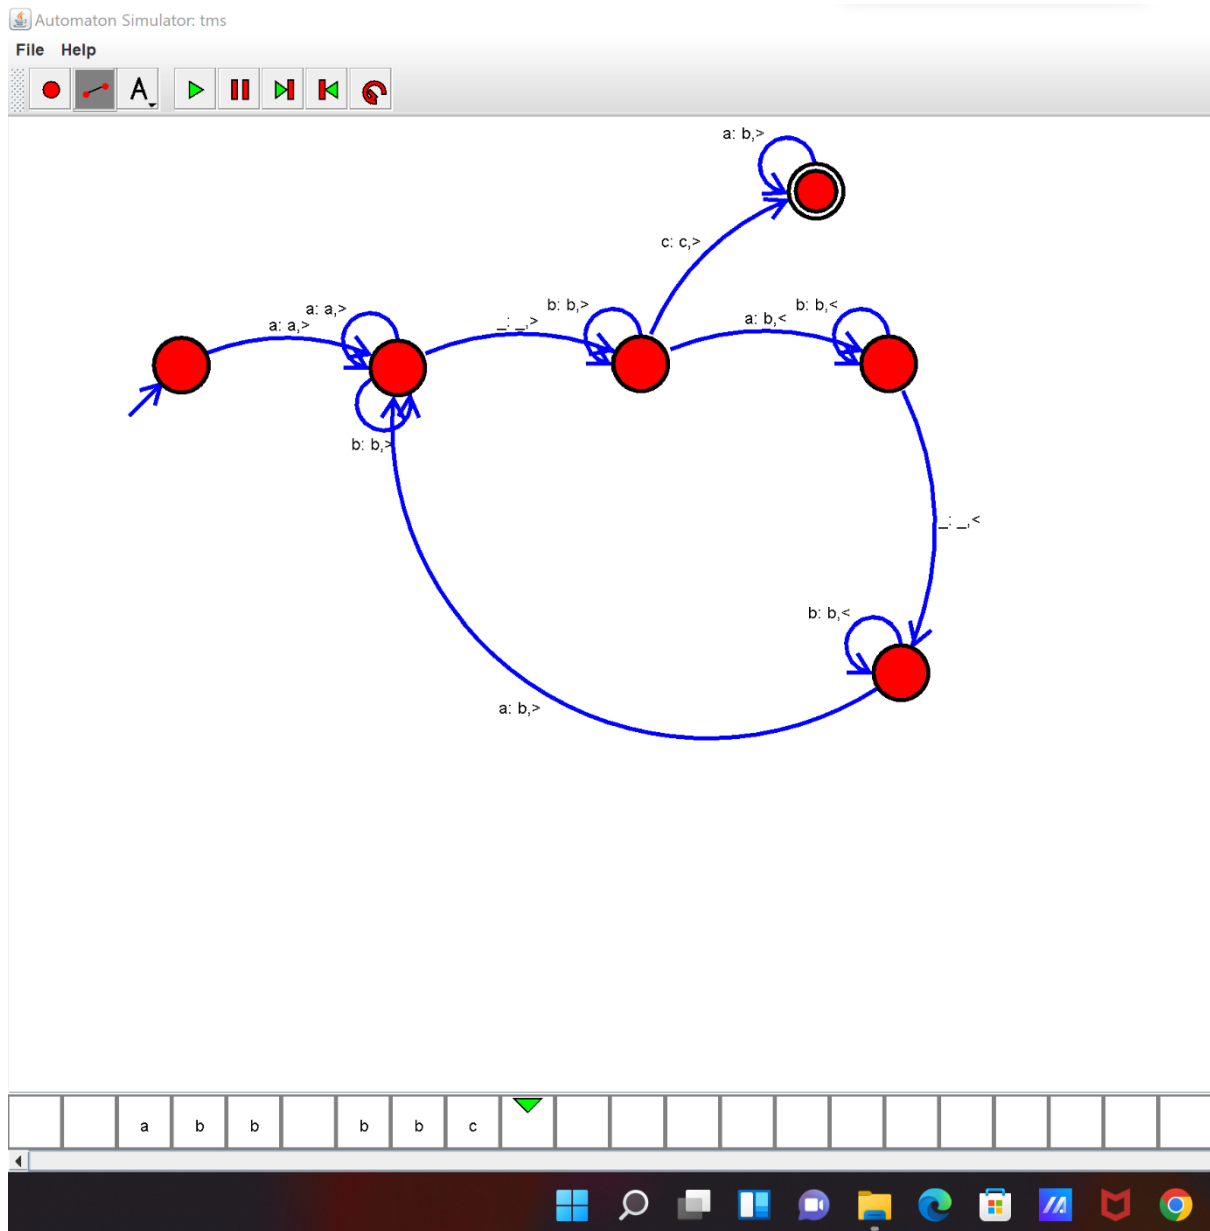 Automaton Simulator: tms
File Help
A
a: b,>
c: c,>
a: a,>
a: a,>
_: _,>
b: b,>
a: b,<
b: b,<
b: b,>
_: _,<
b: b,<
a: b,>
a b b b b c